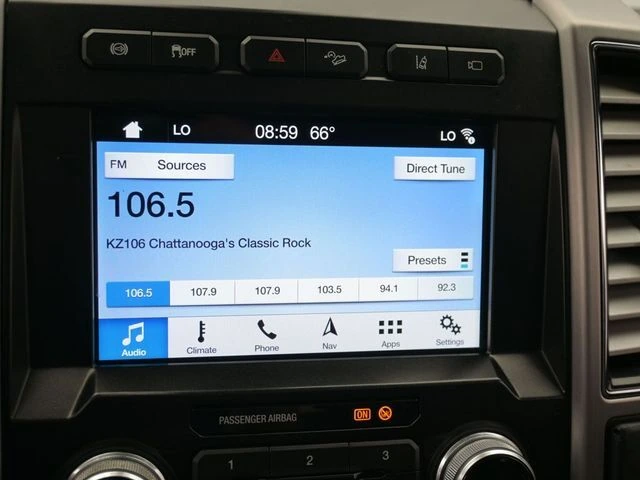 OFF
LO 08:59 66° LO
FM Sources Direct Tune
106.5
KZ106 Chattanooga's Classic Rock
Presets
106.5 107.9 107.9 103.5 94.1 92.3
Audio Climate Phone Nav Apps Settings
PASSENGER AIRBAG ON
1 2 3